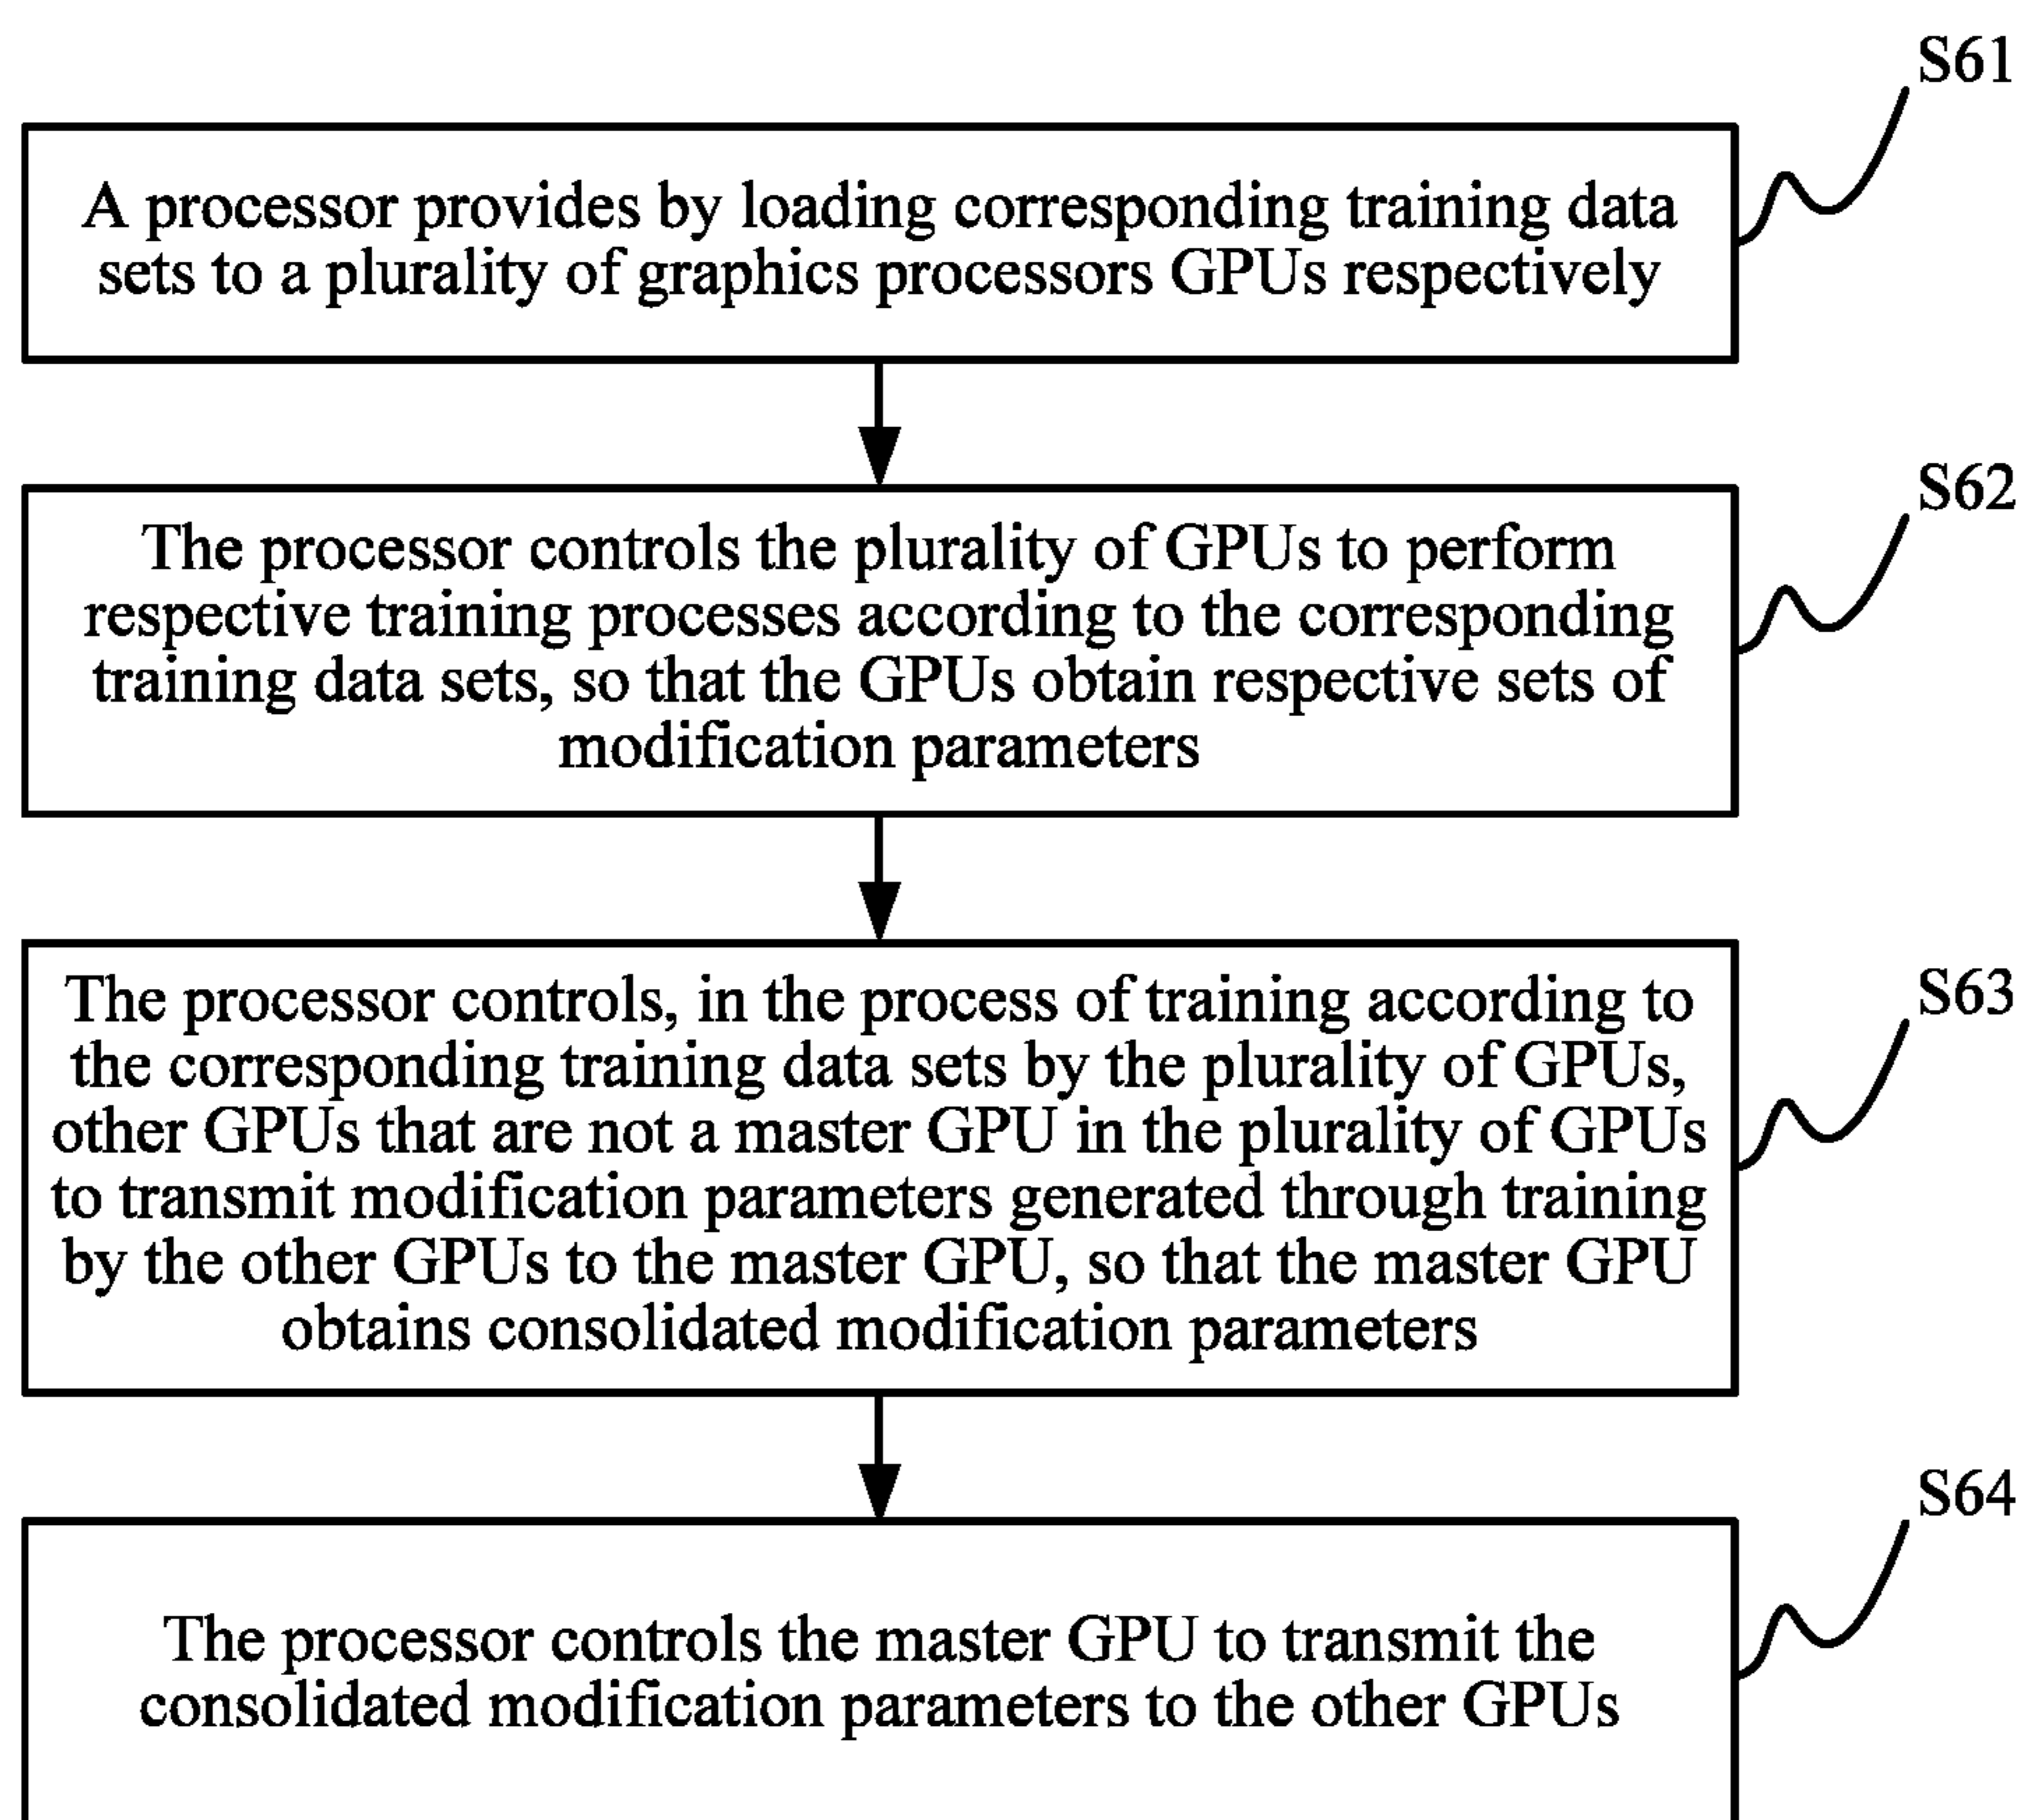 S61
A processor provides by loading corresponding training data
sets to a plurality of graphics processors GPUs respectively
S62
The processor controls the plurality of GPUs to perform
respective training processes according to the corresponding
training data sets, so that the GPUs obtain respective sets of
modification parameters
S63
The processor controls, in the process of training according to
the corresponding training data sets by the plurality of GPUs,
other GPUs that are not a master GPU in the plurality of GPUs
to transmit modification parameters generated through training
by the other GPUs to the master GPU, so that the master GPU
obtains consolidated modification parameters
S64
The processor controls the master GPU to transmit the
consolidated modification parameters to the other GPUs